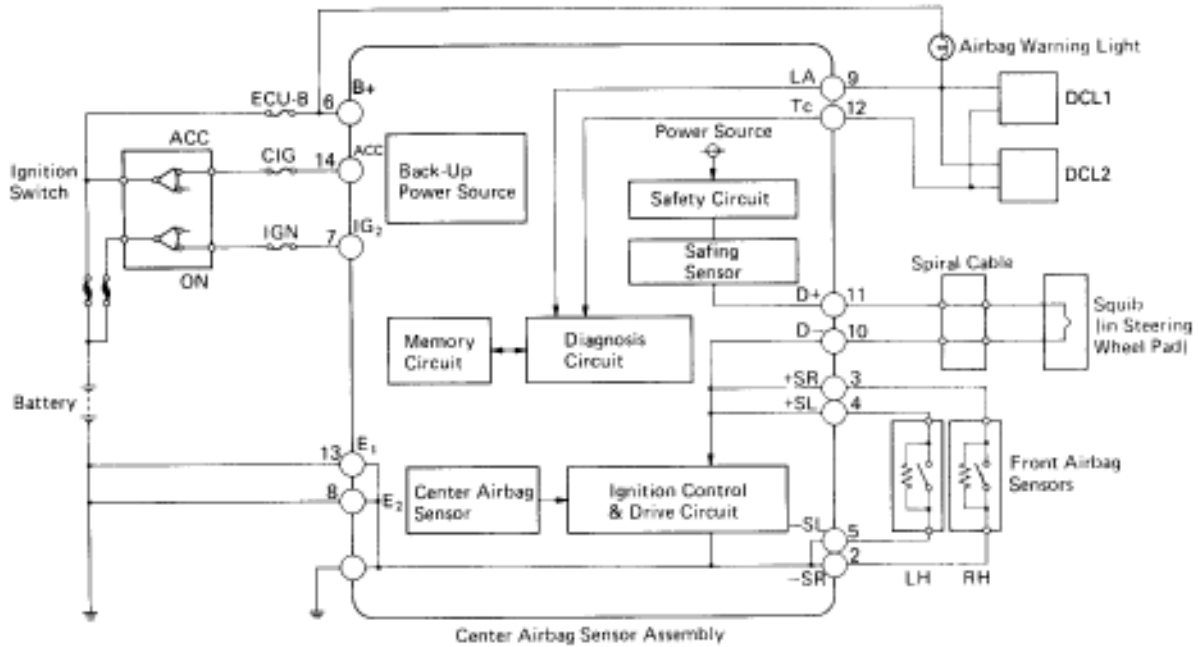 Airbag Warning Light
LA
9
DCL1
B+
ECU-B
6
Tc
12
Power Source
ACC
Ignition
Switch
CIG
14
ACC
Back-Up
Power Source
DCL2
Safety Circuit
IGN
7
IG2
Safing
Sensor
Spiral Cable
ON
D+
11
Squib
(in Steering
Wheel Pad)
D-
10
Memory
Circuit
Diagnosis
Circuit
+SR
3
+SL
4
Battery
13
E1
Front Airbag
Sensors
8
E2
Center Airbag
Sensor
Ignition Control
& Drive Circuit
-SL
5
2
-SR
LH
RH
Center Airbag Sensor Assembly